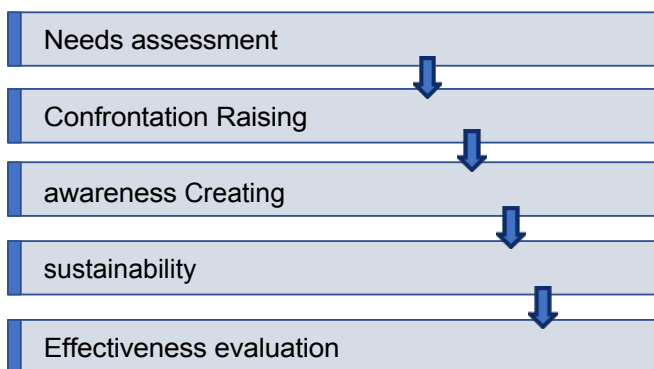 Needs assessment
Confrontation Raising
awareness Creating
sustainability
Effectiveness evaluation